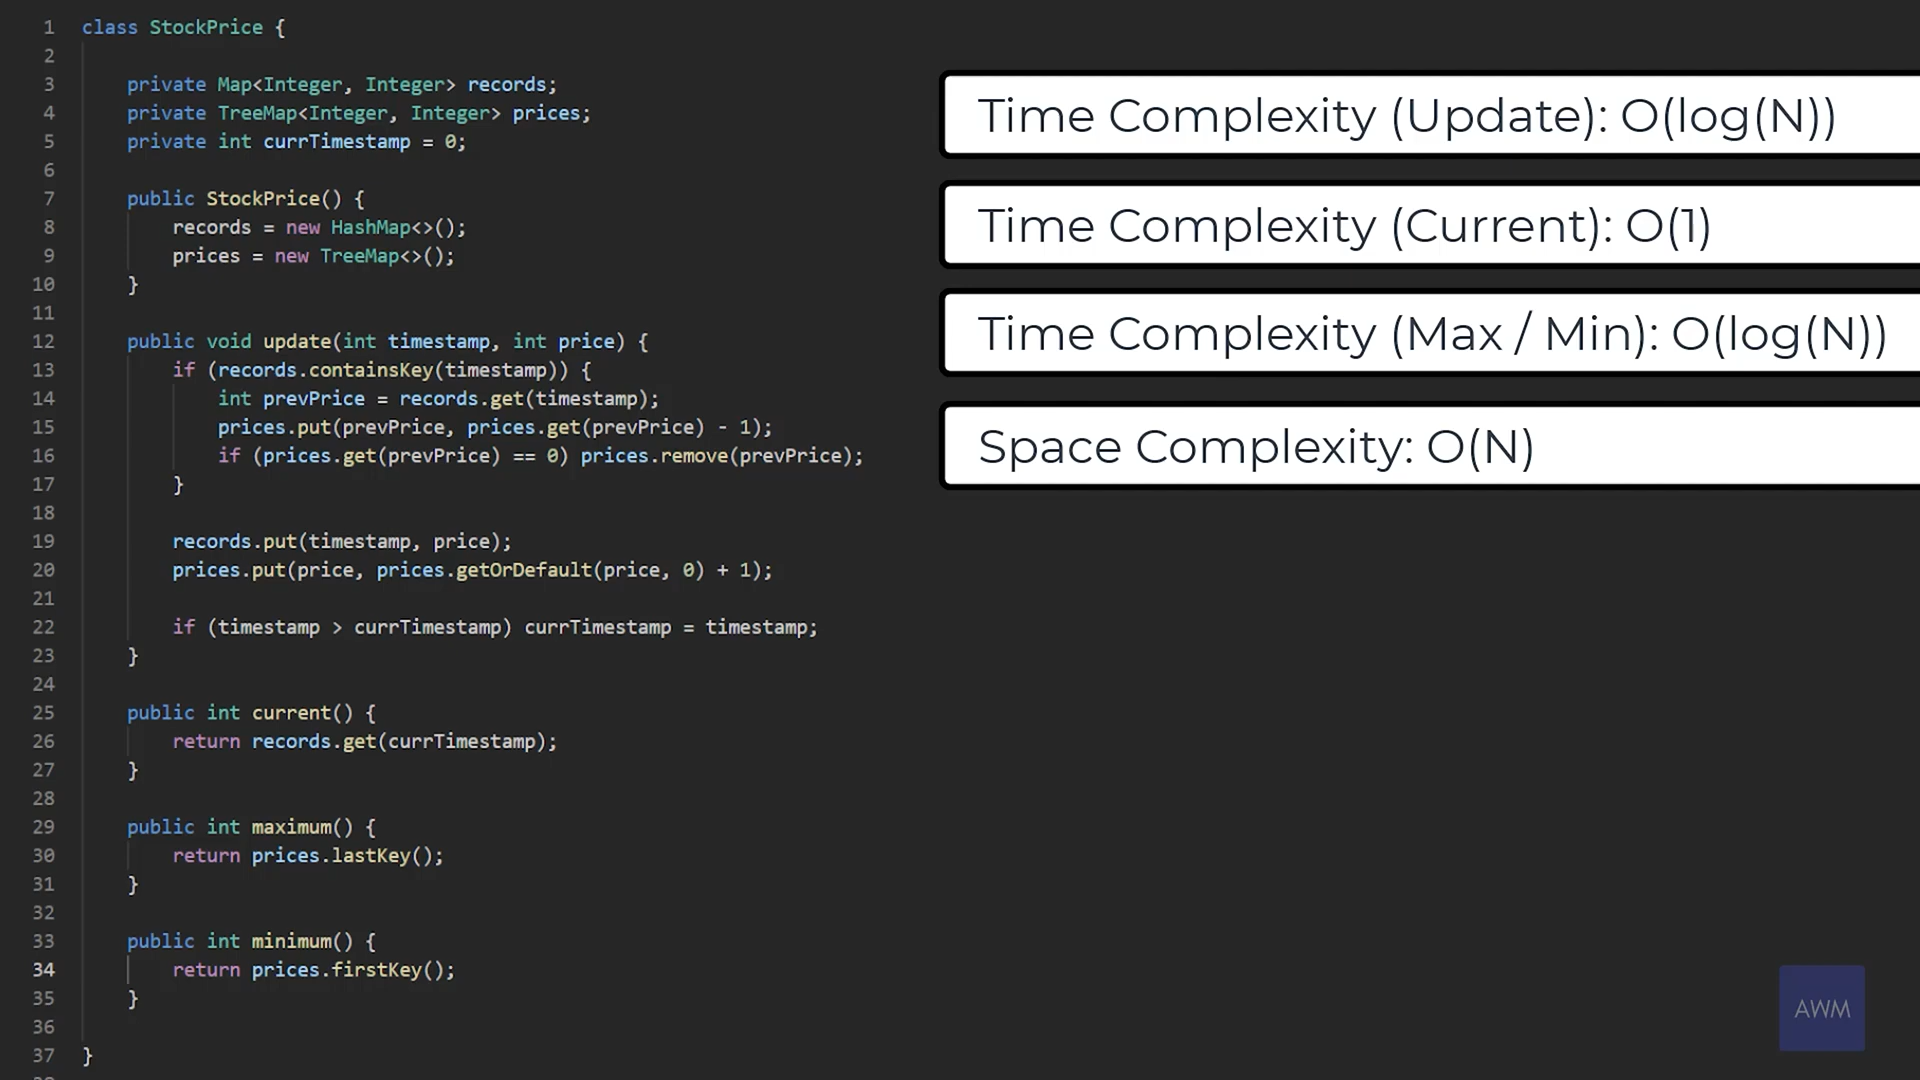 1 class StockPrice {
2
3 private Map<Integer, Integer> records;
4 private TreeMap<Integer, Integer> prices;
5 private int currTimestamp = 0;
6
7 public StockPrice() {
8 records = new HashMap<>();
9 prices = new TreeMap<>();
10 }
11
12 public void update(int timestamp, int price) {
13 if (records.containsKey(timestamp)) {
14 int prevPrice = records.get(timestamp);
15 prices.put(prevPrice, prices.get(prevPrice) - 1);
16 if (prices.get(prevPrice) == 0) prices.remove(prevPrice);
17 }
18
19 records.put(timestamp, price);
20 prices.put(price, prices.getOrDefault(price, 0) + 1);
21
22 if (timestamp > currTimestamp) currTimestamp = timestamp;
23 }
24
25 public int current() {
26 return records.get(currTimestamp);
27 }
28
29 public int maximum() {
30 return prices.lastKey();
31 }
32
33 public int minimum() {
34 return prices.firstKey();
35 }
36
37 }
Time Complexity (Update): O(log(N))
Time Complexity (Current): O(1)
Time Complexity (Max / Min): O(log(N))
Space Complexity: O(N)
AWM